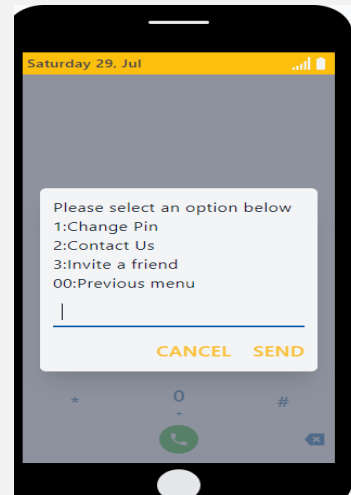 Saturday 29, Jul
Please select an option below
1:Change Pin
2:Contact Us
3:Invite a friend
00:Previous menu
CANCEL SEND
* 0 #
+